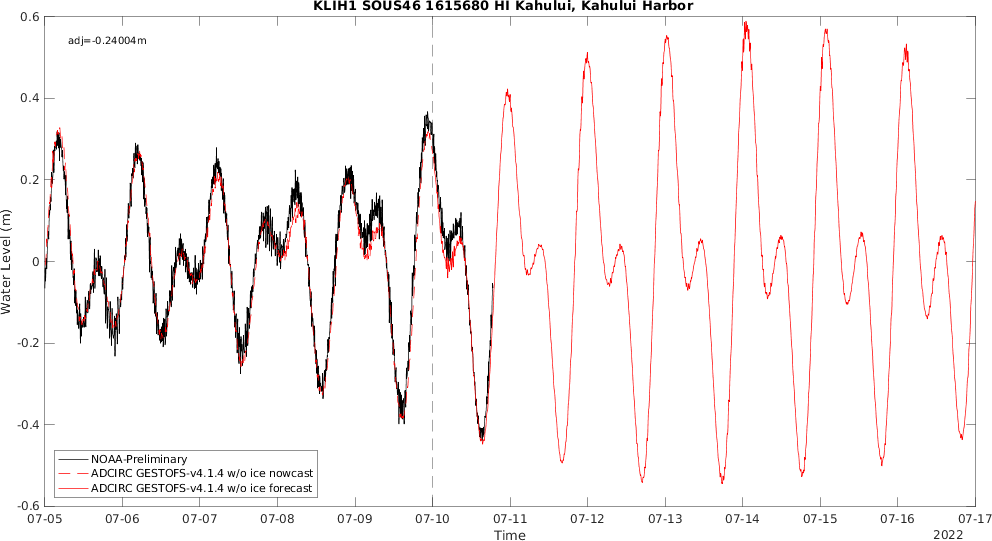 KLIH1 SOUS46 1615680 HI Kahului, Kahului Harbor
adj=-0.24004m
0.6
0.4
0.2
0
-0.2
-0.4
-0.6
Water Level (m)
NOAA-Preliminary
ADCIRC GESTOFS-v4.1.4 w/o ice nowcast
ADCIRC GESTOFS-v4.1.4 w/o ice forecast
07-05 07-06 07-07 07-08 07-09 07-10 07-11 07-12 07-13 07-14 07-15 07-16 07-17
Time
2022